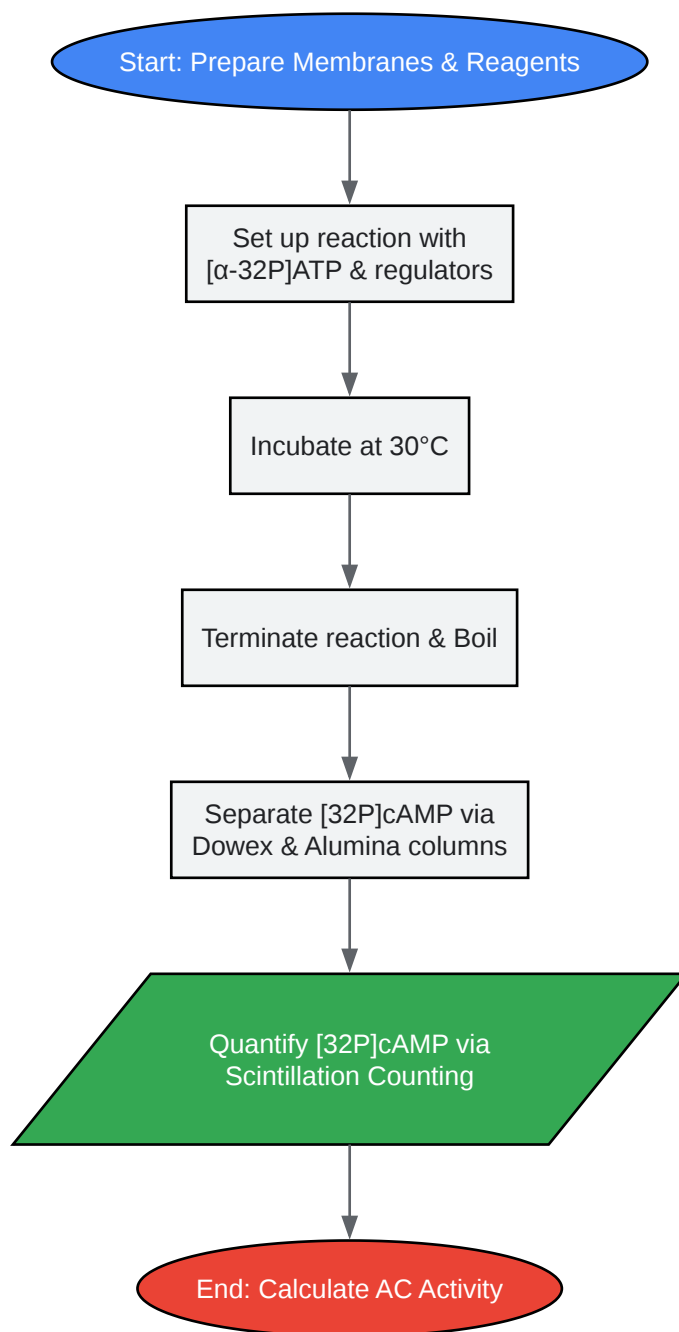 Start: Prepare Membranes & Reagents
Set up reaction with
[α-32P]ATP & regulators
Incubate at 30°C
Terminate reaction & Boil
Separate [32P]cAMP via
Dowex & Alumina columns
Quantify [32P]cAMP via
Scintillation Counting
End: Calculate AC Activity